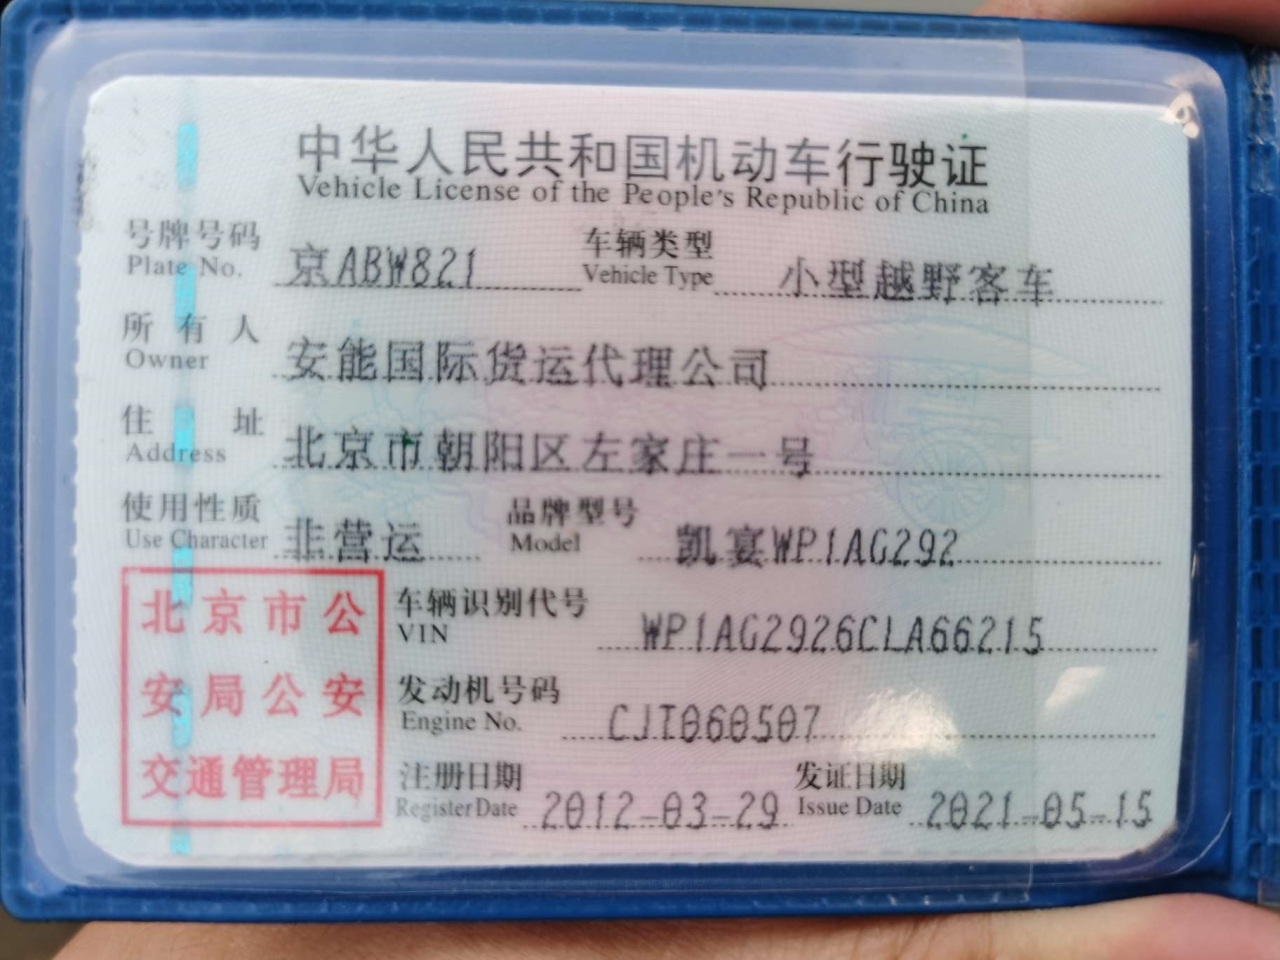 中华人民共和国机动车行驶证
Vehicle License of the People's Republic of China
号牌号码 京ABW821 车辆类型 小型越野客车
Plate No. Vehicle Type
所有人 安能国际货运代理公司
Owner
住址 北京市朝阳区左家庄一号
Address
使用性质 非营运 品牌型号 凯宴WP1AG292
Use Character Model
北京市公
安局公安
交通管理局
车辆识别代号 WP1AG2926CLA66215
VIN
发动机号码 CJT060507
Engine No.
注册日期 2012-03-29 发证日期 2021-05-15
Register Date Issue Date